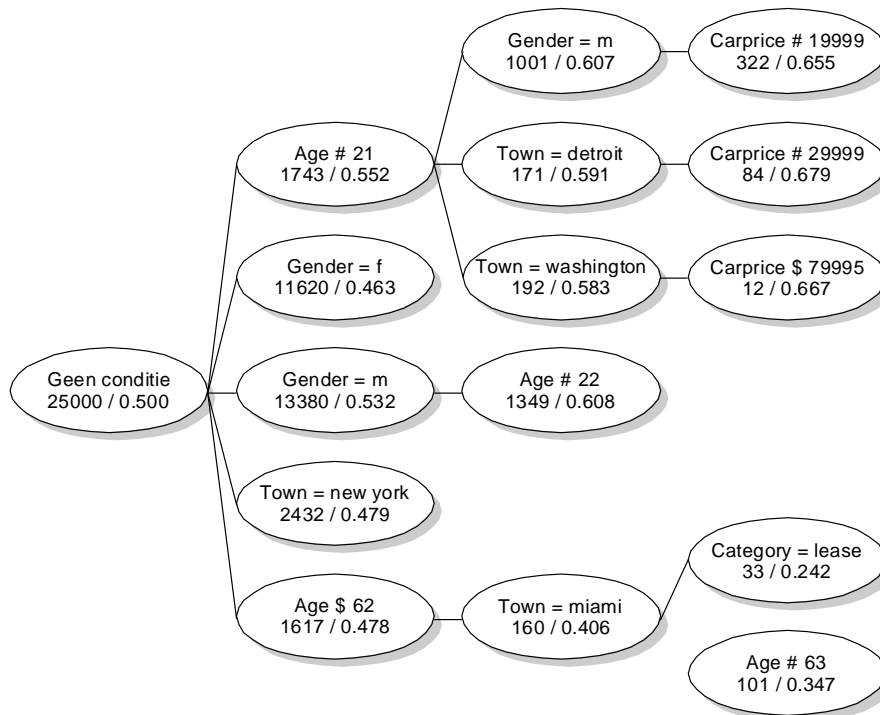 Gender = m
1001 / 0.607
Carprice # 19999
322 / 0.655
Age # 21
1743 / 0.552
Town = detroit
171 / 0.591
Carprice # 29999
84 / 0.679
Gender = f
11620 / 0.463
Town = washington
192 / 0.583
Carprice $ 79995
12 / 0.667
Geen conditie
25000 / 0.500
Gender = m
13380 / 0.532
Age # 22
1349 / 0.608
Town = new york
2432 / 0.479
Category = lease
33 / 0.242
Age $ 62
1617 / 0.478
Town = miami
160 / 0.406
Age # 63
101 / 0.347